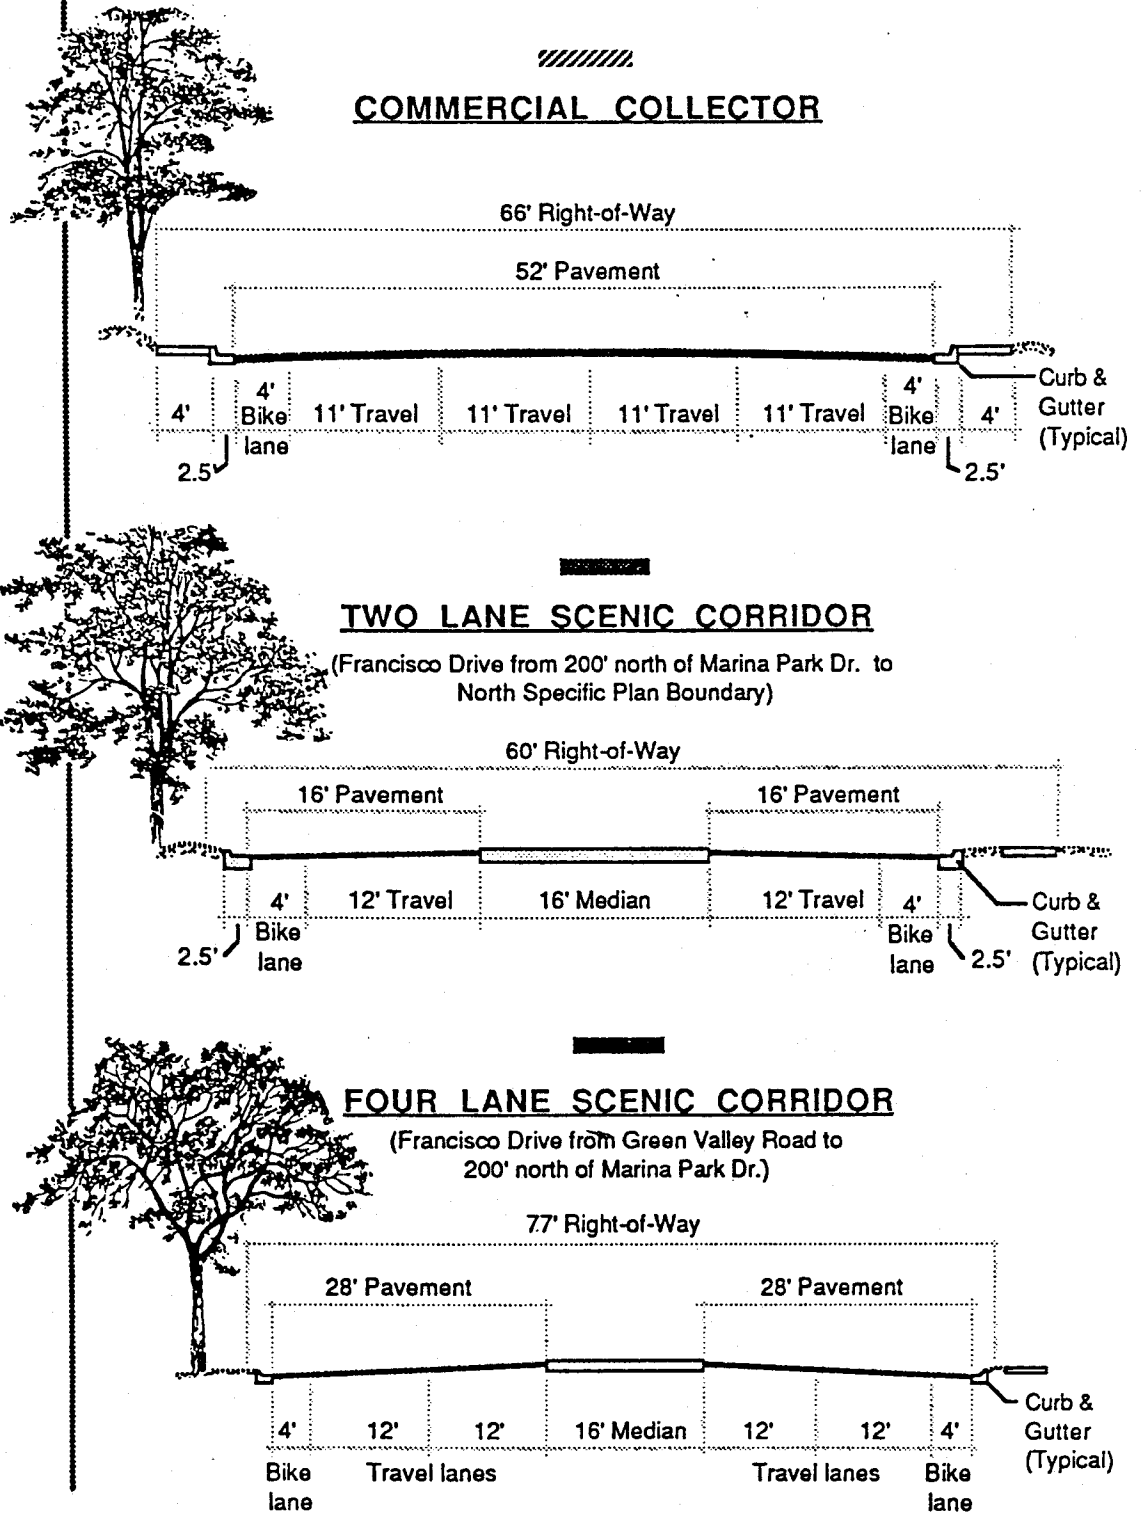 COMMERCIAL COLLECTOR
66' Right-of-Way
52' Pavement
4'
2.5'
4'
Bike
lane
11' Travel
11' Travel
11' Travel
11' Travel
4'
Bike
lane
2.5'
4'
Curb &
Gutter
(Typical)
TWO LANE SCENIC CORRIDOR
(Francisco Drive from 200' north of Marina Park Dr. to
North Specific Plan Boundary)
60' Right-of-Way
16' Pavement
16' Pavement
2.5'
4'
Bike
lane
12' Travel
16' Median
12' Travel
4'
Bike
lane
2.5'
Curb &
Gutter
(Typical)
FOUR LANE SCENIC CORRIDOR
(Francisco Drive from Green Valley Road to
200' north of Marina Park Dr.)
77' Right-of-Way
28' Pavement
28' Pavement
4'
Bike
lane
12'
12'
Travel lanes
16' Median
12'
12'
Travel lanes
4'
Bike
lane
Curb &
Gutter
(Typical)